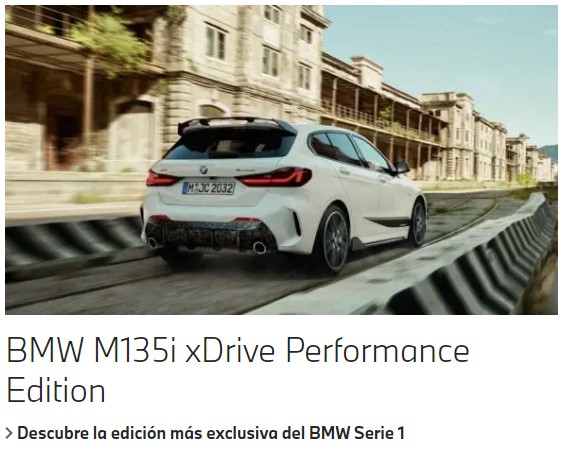 M JC 2032
BMW M135i xDrive Performance
Edition
> Descubre la edición más exclusiva del BMW Serie 1